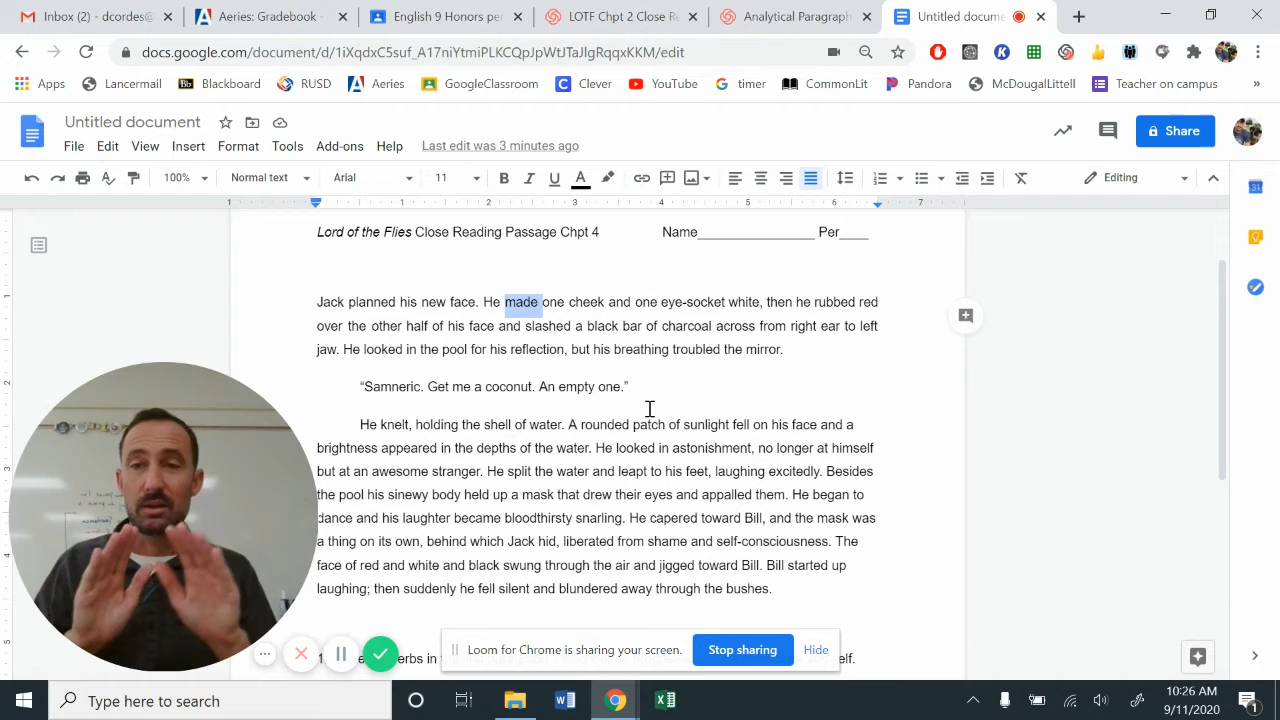 Inbox (2) - dcordes@
Aeries: Gradebook -
English 9 Honors per
LOTF Chpt 2 Close Re
Analytical Paragraph
Untitled docume
docs.google.com/document/d/1iXqdxC5suf_A17niYtmiPLKCQpJpWtJTaJlgRqqxKKM/edit
Apps
Lancermail
Blackboard
RUSD
Aeries
GoogleClassroom
Clever
YouTube
timer
CommonLit
Pandora
McDougalLittell
Teacher on campus
Untitled document
File Edit View Insert Format Tools Add-ons Help Last edit was 3 minutes ago
Share
100% Normal text Arial 11 B I U A Editing
1 1 2 3 4 5 6 7
Lord of the Flies Close Reading Passage Chpt 4 Name_________________ Per____
Jack planned his new face. He made one cheek and one eye-socket white, then he rubbed red
over the other half of his face and slashed a black bar of charcoal across from right ear to left
jaw. He looked in the pool for his reflection, but his breathing troubled the mirror.
“Samneric. Get me a coconut. An empty one.”
He knelt, holding the shell of water. A rounded patch of sunlight fell on his face and a
brightness appeared in the depths of the water. He looked in astonishment, no longer at himself
but at an awesome stranger. He split the water and leapt to his feet, laughing excitedly. Besides
the pool his sinewy body held up a mask that drew their eyes and appalled them. He began to
dance and his laughter became bloodthirsty snarling. He capered toward Bill, and the mask was
a thing on its own, behind which Jack hid, liberated from shame and self-consciousness. The
face of red and white and black swung through the air and jigged toward Bill. Bill started up
laughing; then suddenly he fell silent and blundered away through the bushes.
Loom for Chrome is sharing your screen.
Stop sharing
Hide
self.
Type here to search
10:26 AM
9/11/2020